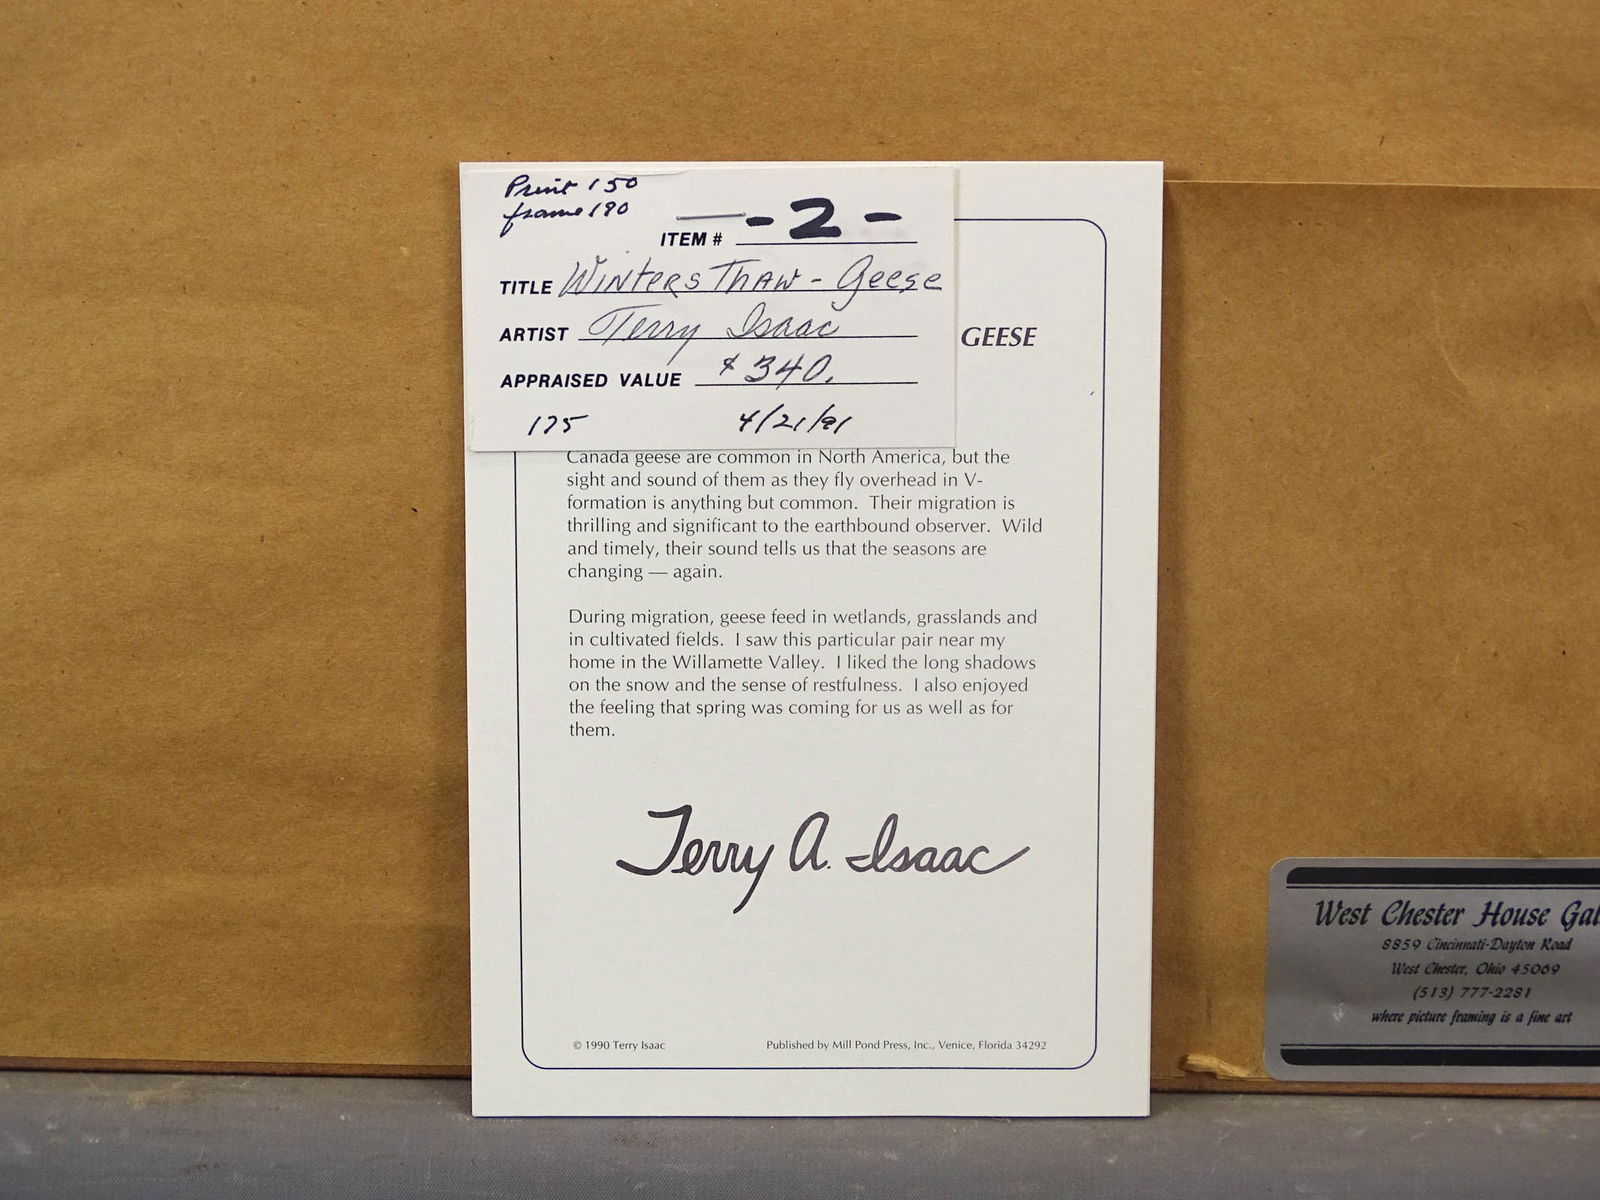 Print 150
frame 190
ITEM # - 2 -
TITLE Winters Thaw - Geese
ARTIST Terry Isaac
APPRAISED VALUE $340.
175 4/21/91
GEESE
Canada geese are common in North America, but the
sight and sound of them as they fly overhead in V-
formation is anything but common. Their migration is
thrilling and significant to the earthbound observer. Wild
and timely, their sound tells us that the seasons are
changing — again.
During migration, geese feed in wetlands, grasslands and
in cultivated fields. I saw this particular pair near my
home in the Willamette Valley. I liked the long shadows
on the snow and the sense of restfulness. I also enjoyed
the feeling that spring was coming for us as well as for
them.
Terry A. Isaac
© 1990 Terry Isaac Published by Mill Pond Press, Inc., Venice, Florida 34292
West Chester House Gal
8859 Cincinnati-Dayton Road
West Chester, Ohio 45069
(513) 777-2281
where picture framing is a fine art